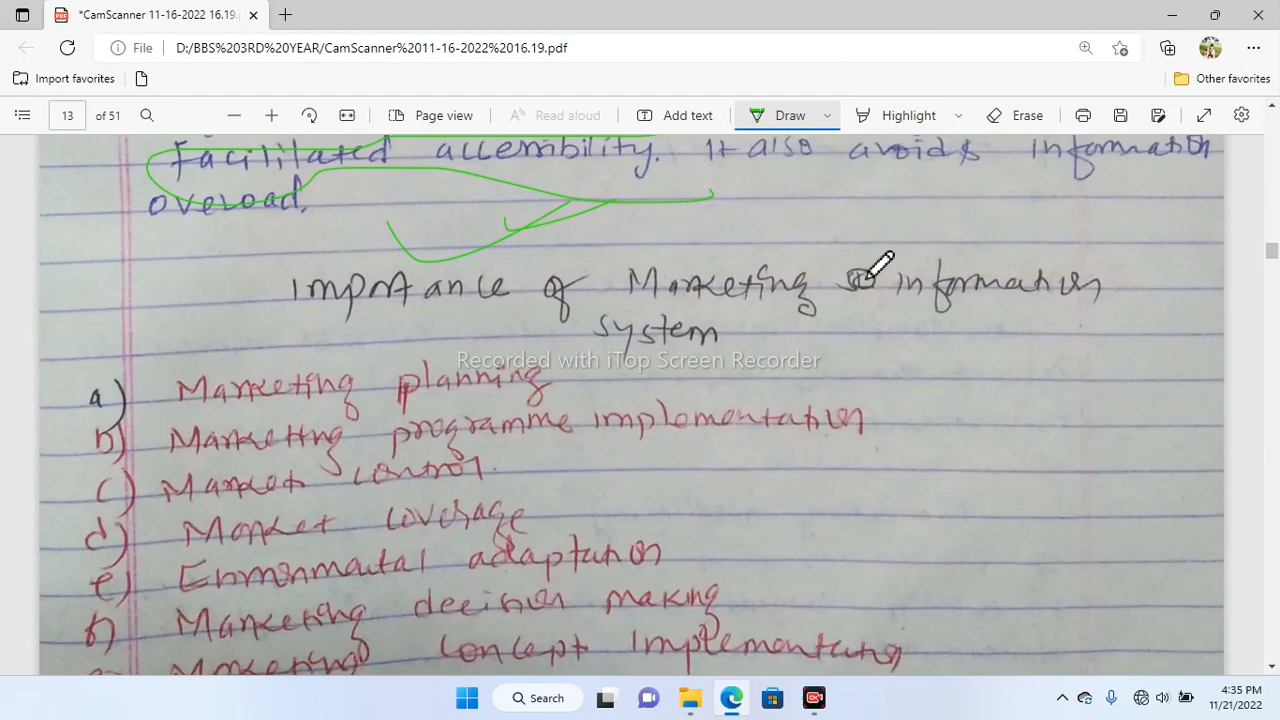 *CamScanner 11-16-2022 16.19.
File D:/BBS%203RD%20YEAR/CamScanner%2011-16-2022%2016.19.pdf
Import favorites
Other favorites
13 of 51 Page view Read aloud Add text Draw Highlight Erase
Facilitated accessibility. It also avoids information
overload.
Importance of Marketing information
system
Recorded with iTop Screen Recorder
a) Marketing planning
b) Marketing programme implementation
c) Market control.
d) Market coverage
e) Environmental adaptation
f) Marketing decision making
Marketing concept implementation
Search
4:35 PM
11/21/2022